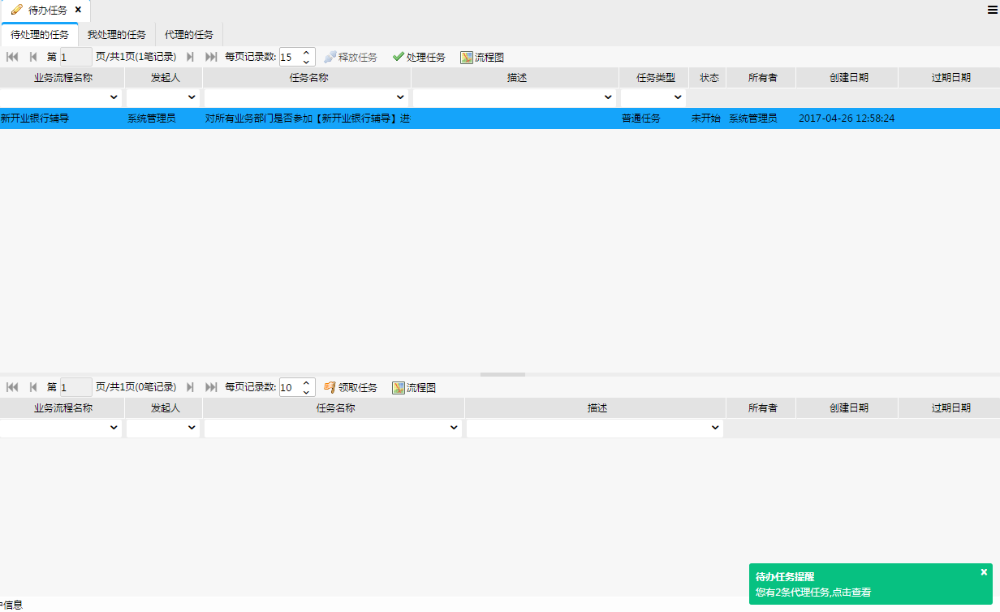 待办任务
待处理的任务 我处理的任务 代理的任务
第 1 页/共1页(1笔记录) 每页记录数: 15 释放任务 处理任务 流程图
业务流程名称 发起人 任务名称 描述 任务类型 状态 所有者 创建日期 过期日期
新开业银行辅导 系统管理员 对所有业务部门是否参加【新开业银行辅导】进 普通任务 未开始 系统管理员 2017-04-26 12:58:24
第 1 页/共1页(0笔记录) 每页记录数: 10 领取任务 流程图
业务流程名称 发起人 任务名称 描述 所有者 创建日期 过期日期
待办任务提醒
您有2条代理任务,点击查看
信息